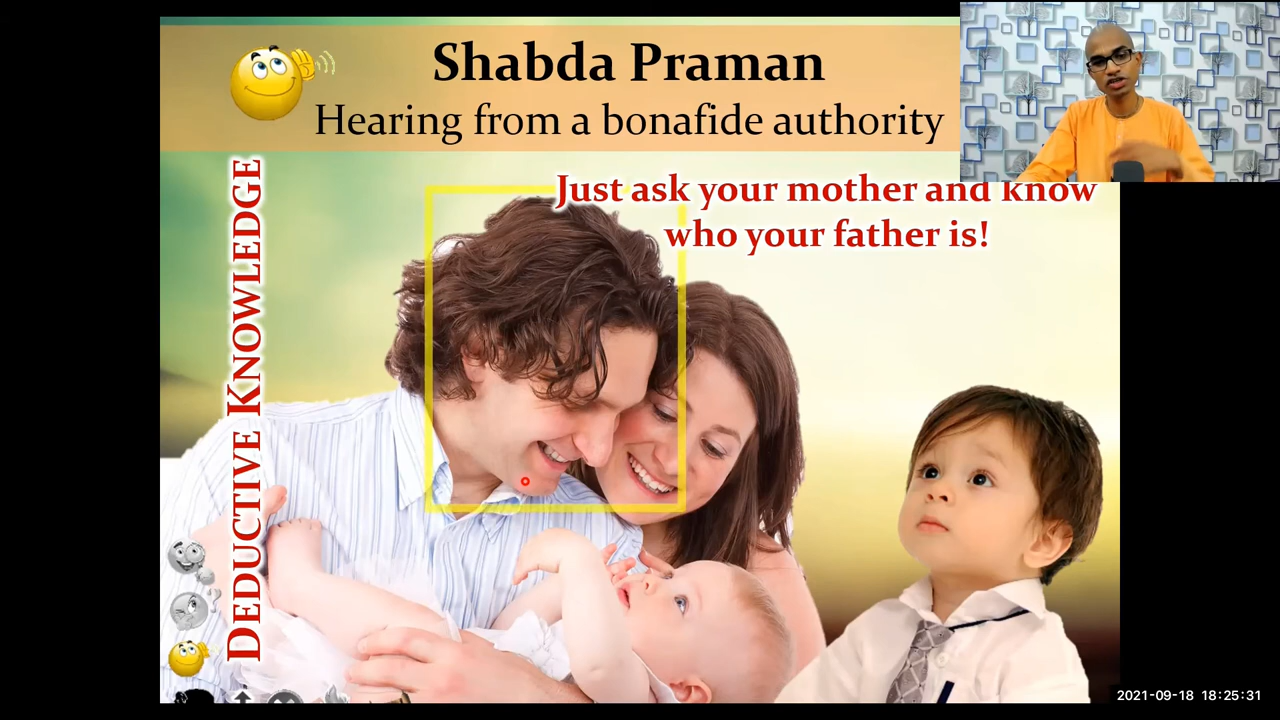 Shabda Praman
Hearing from a bonafide authority
Just ask your mother and know
who your father is!
DEDUCTIVE KNOWLEDGE
2021-09-18 18:25:31